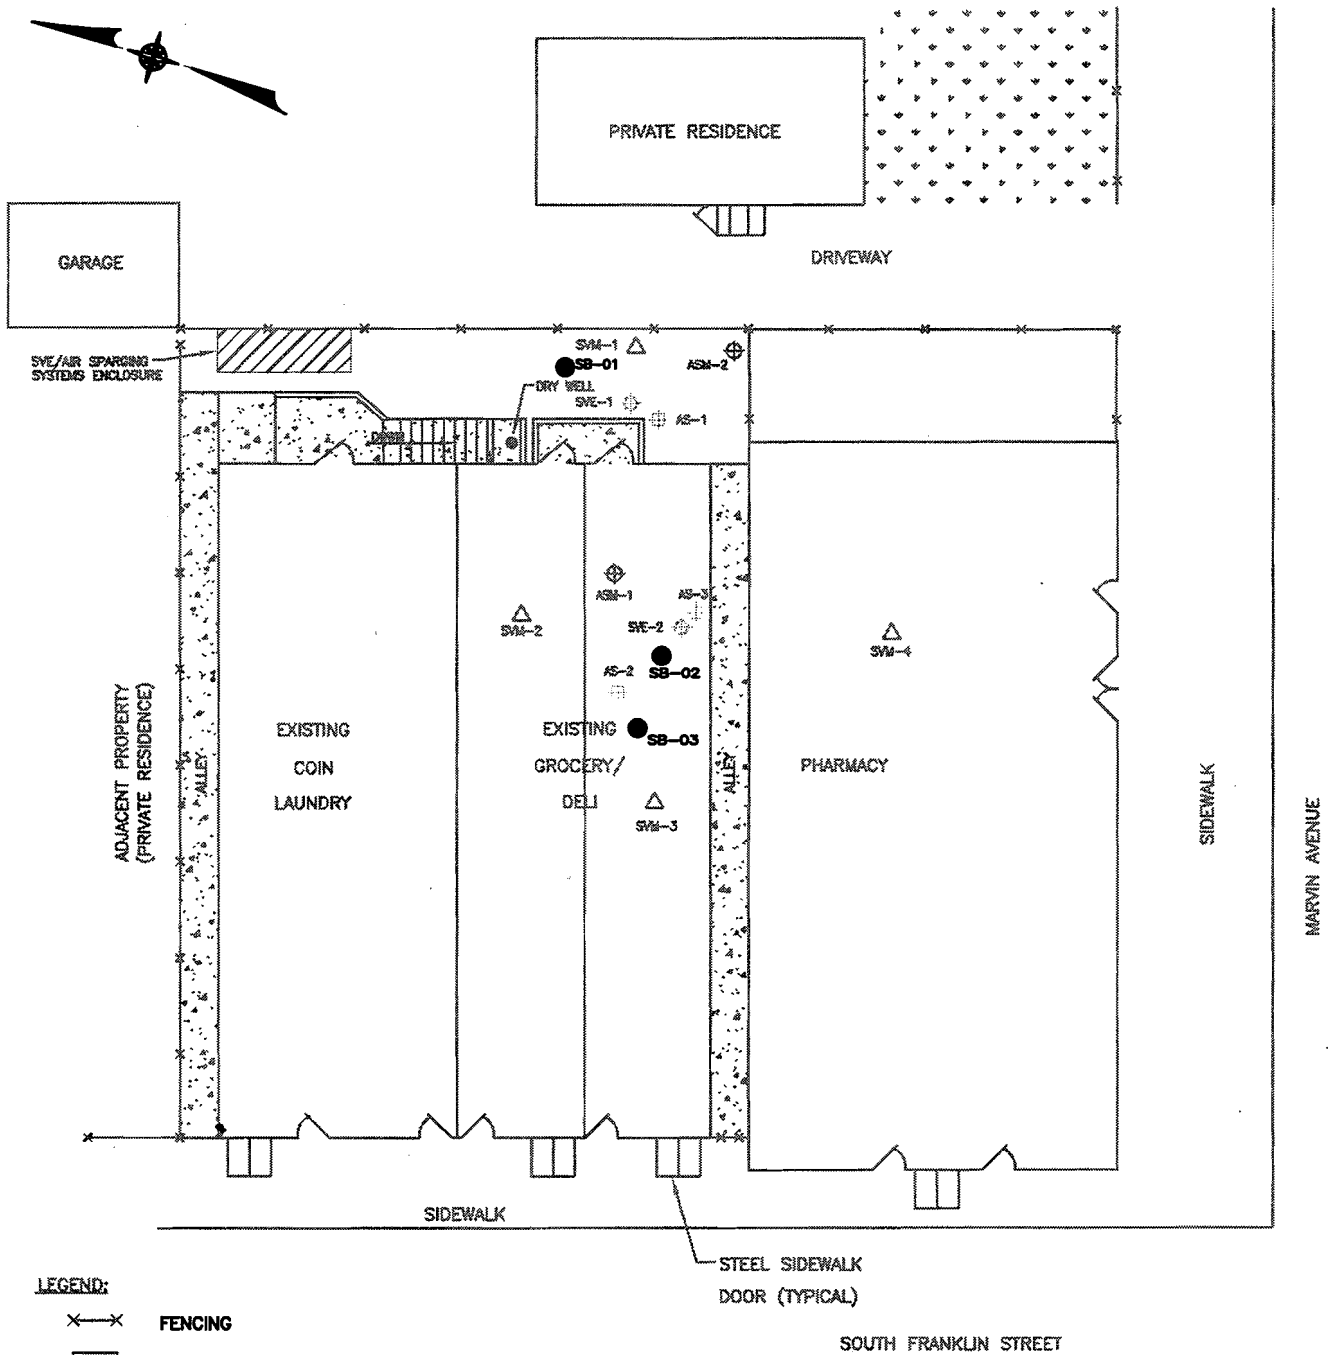 PRIVATE RESIDENCE
GARAGE
DRIVEWAY
SVE/AIR SPARGING
SYSTEMS ENCLOSURE
SVM-1
SB-01
ASM-2
DRY WELL
SVE-1
AS-1
ASM-1
AS-3
SVM-2
SVE-2
SVM-4
AS-2
SB-02
ADJACENT PROPERTY
(PRIVATE RESIDENCE)
ALLEY
EXISTING
COIN
LAUNDRY
EXISTING
GROCERY/
DELI
SB-03
SVM-3
ALLEY
PHARMACY
SIDEWALK
MARVIN AVENUE
SIDEWALK
STEEL SIDEWALK
DOOR (TYPICAL)
LEGEND:
FENCING
SOUTH FRANKLIN STREET